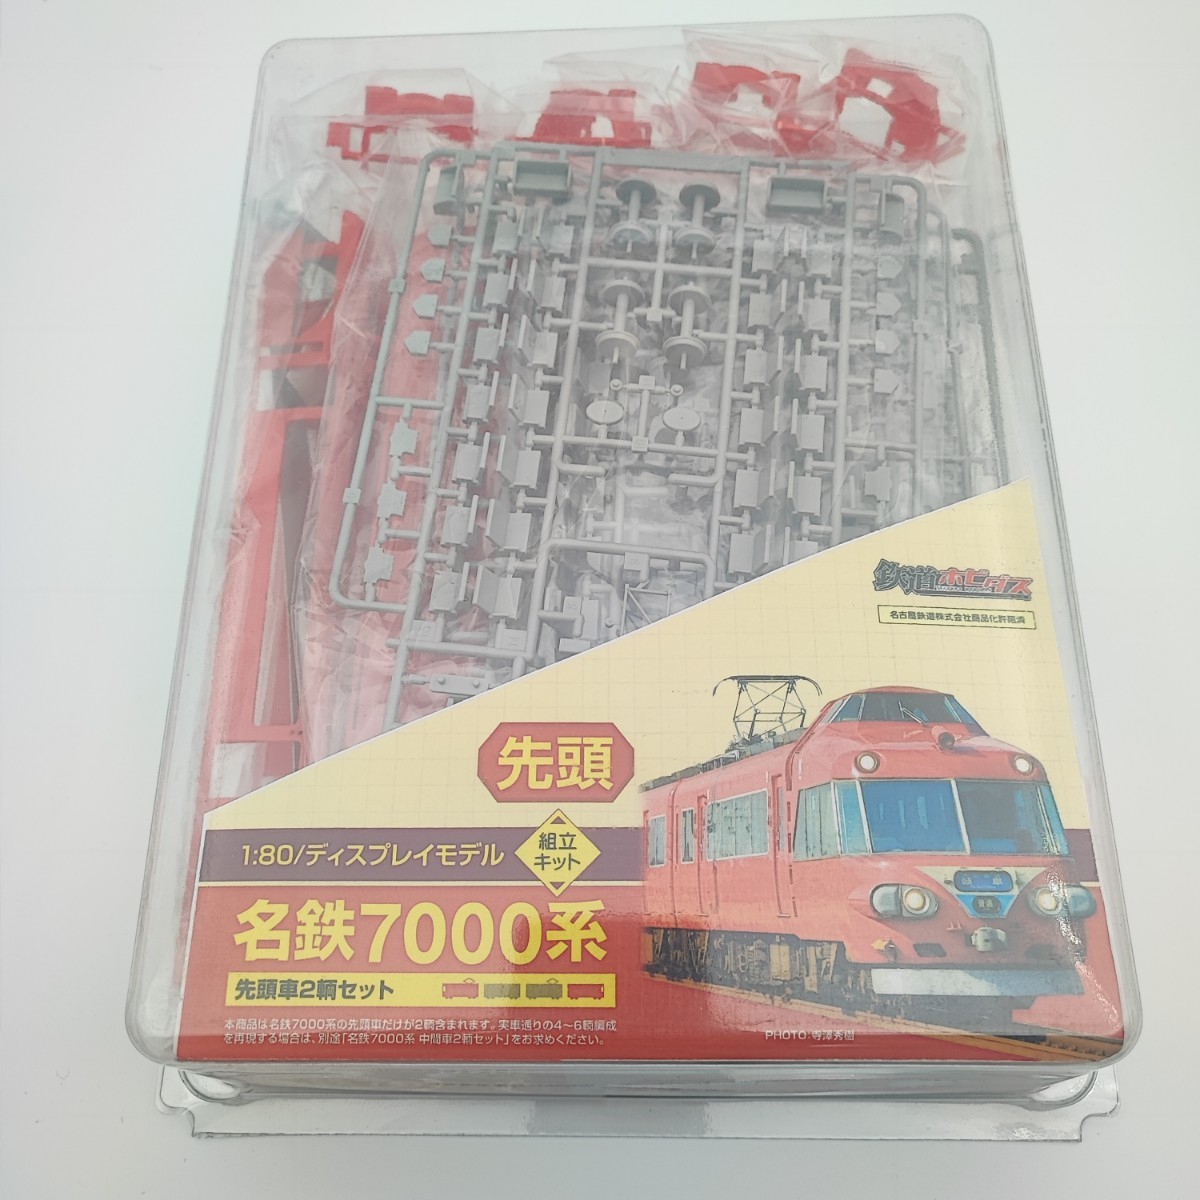 鉄道ホビダス
名古屋鉄道株式会社商品化許諾済
先頭
1:80/ディスプレイモデル
組立
キット
名鉄7000系
先頭車2輌セット
本商品は名鉄7000系の先頭車だけが2輌含まれます。実車通りの4〜6輌編成
を再現する場合は、別途「名鉄7000系 中間車2輌セット」をお求めください。
PHOTO:寺澤秀樹
岐阜